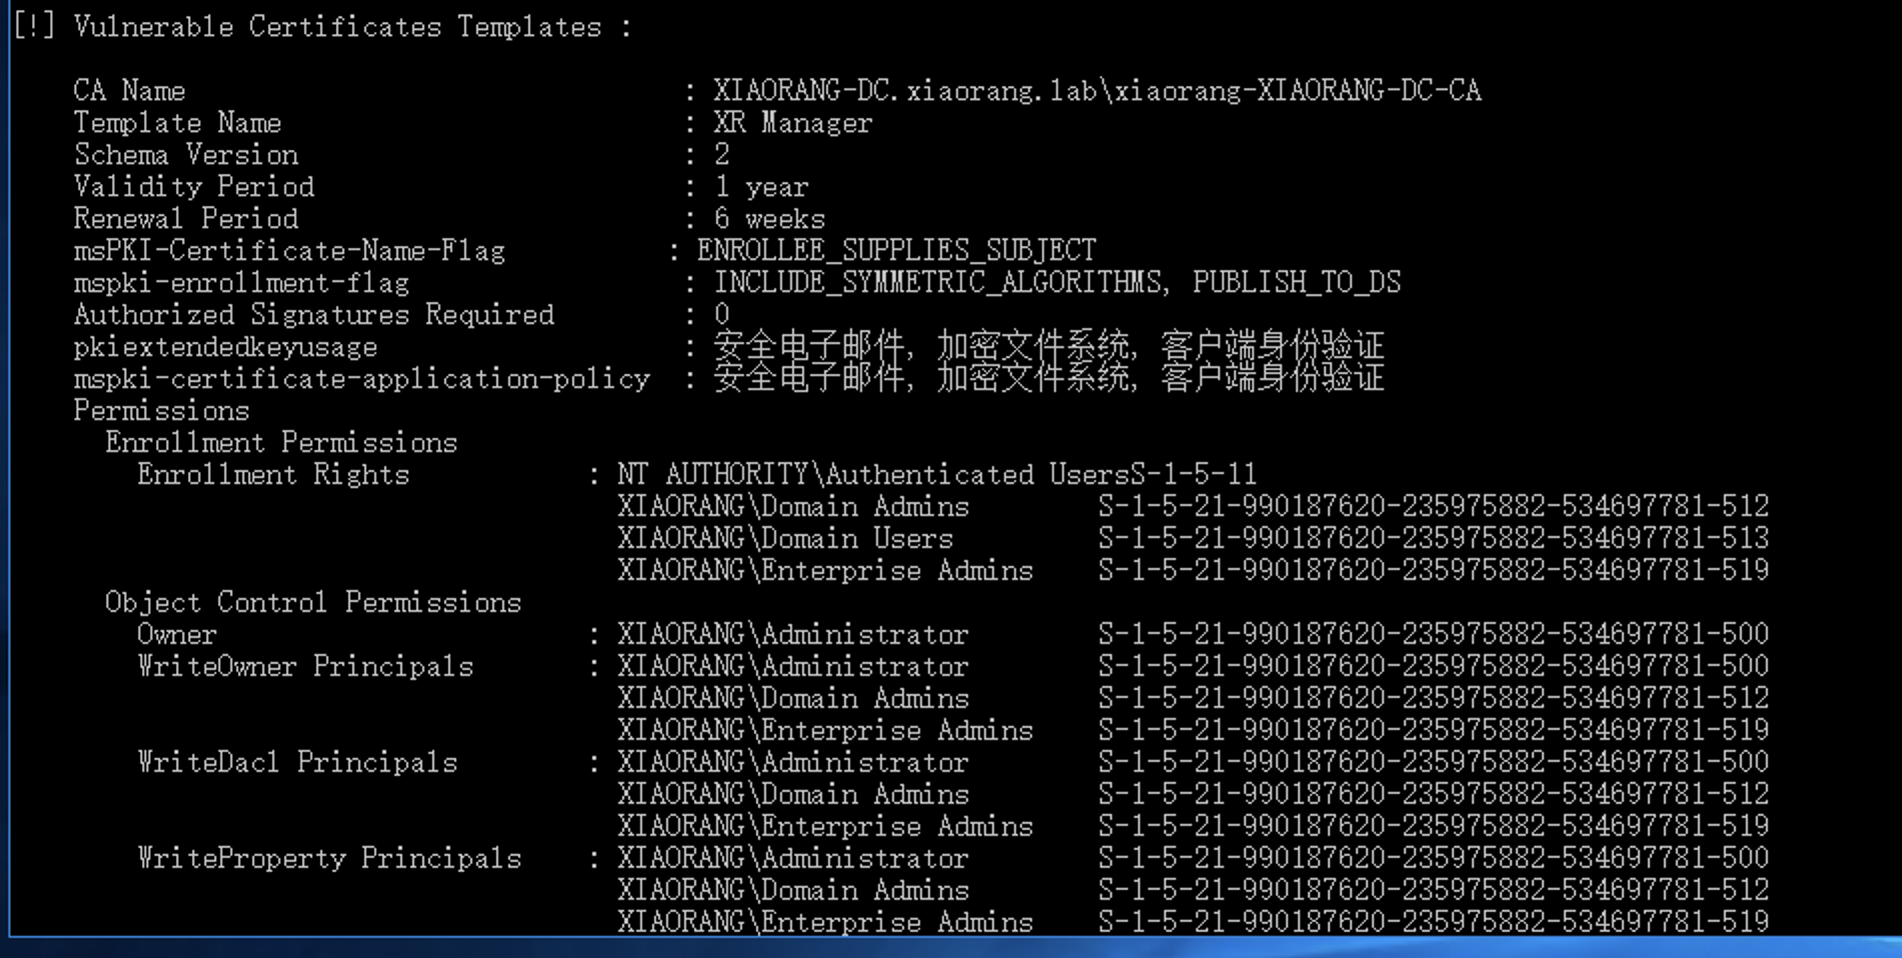 [!] Vulnerable Certificates Templates :
CA Name : XIAORANG-DC.xiaorang.lab\xiaorang-XIAORANG-DC-CA
Template Name : XR Manager
Schema Version : 2
Validity Period : 1 year
Renewal Period : 6 weeks
msPKI-Certificate-Name-Flag : ENROLLEE_SUPPLIES_SUBJECT
mspki-enrollment-flag : INCLUDE_SYMMETRIC_ALGORITHMS, PUBLISH_TO_DS
Authorized Signatures Required : 0
pkiextendedkeyusage : 安全电子邮件, 加密文件系统, 客户端身份验证
mspki-certificate-application-policy : 安全电子邮件, 加密文件系统, 客户端身份验证
Permissions
Enrollment Permissions
Enrollment Rights : NT AUTHORITY\Authenticated UsersS-1-5-11
XIAORANG\Domain Admins S-1-5-21-990187620-235975882-534697781-512
XIAORANG\Domain Users S-1-5-21-990187620-235975882-534697781-513
XIAORANG\Enterprise Admins S-1-5-21-990187620-235975882-534697781-519
Object Control Permissions
Owner : XIAORANG\Administrator S-1-5-21-990187620-235975882-534697781-500
WriteOwner Principals : XIAORANG\Administrator S-1-5-21-990187620-235975882-534697781-500
XIAORANG\Domain Admins S-1-5-21-990187620-235975882-534697781-512
XIAORANG\Enterprise Admins S-1-5-21-990187620-235975882-534697781-519
WriteDacl Principals : XIAORANG\Administrator S-1-5-21-990187620-235975882-534697781-500
XIAORANG\Domain Admins S-1-5-21-990187620-235975882-534697781-512
XIAORANG\Enterprise Admins S-1-5-21-990187620-235975882-534697781-519
WriteProperty Principals : XIAORANG\Administrator S-1-5-21-990187620-235975882-534697781-500
XIAORANG\Domain Admins S-1-5-21-990187620-235975882-534697781-512
XIAORANG\Enterprise Admins S-1-5-21-990187620-235975882-534697781-519